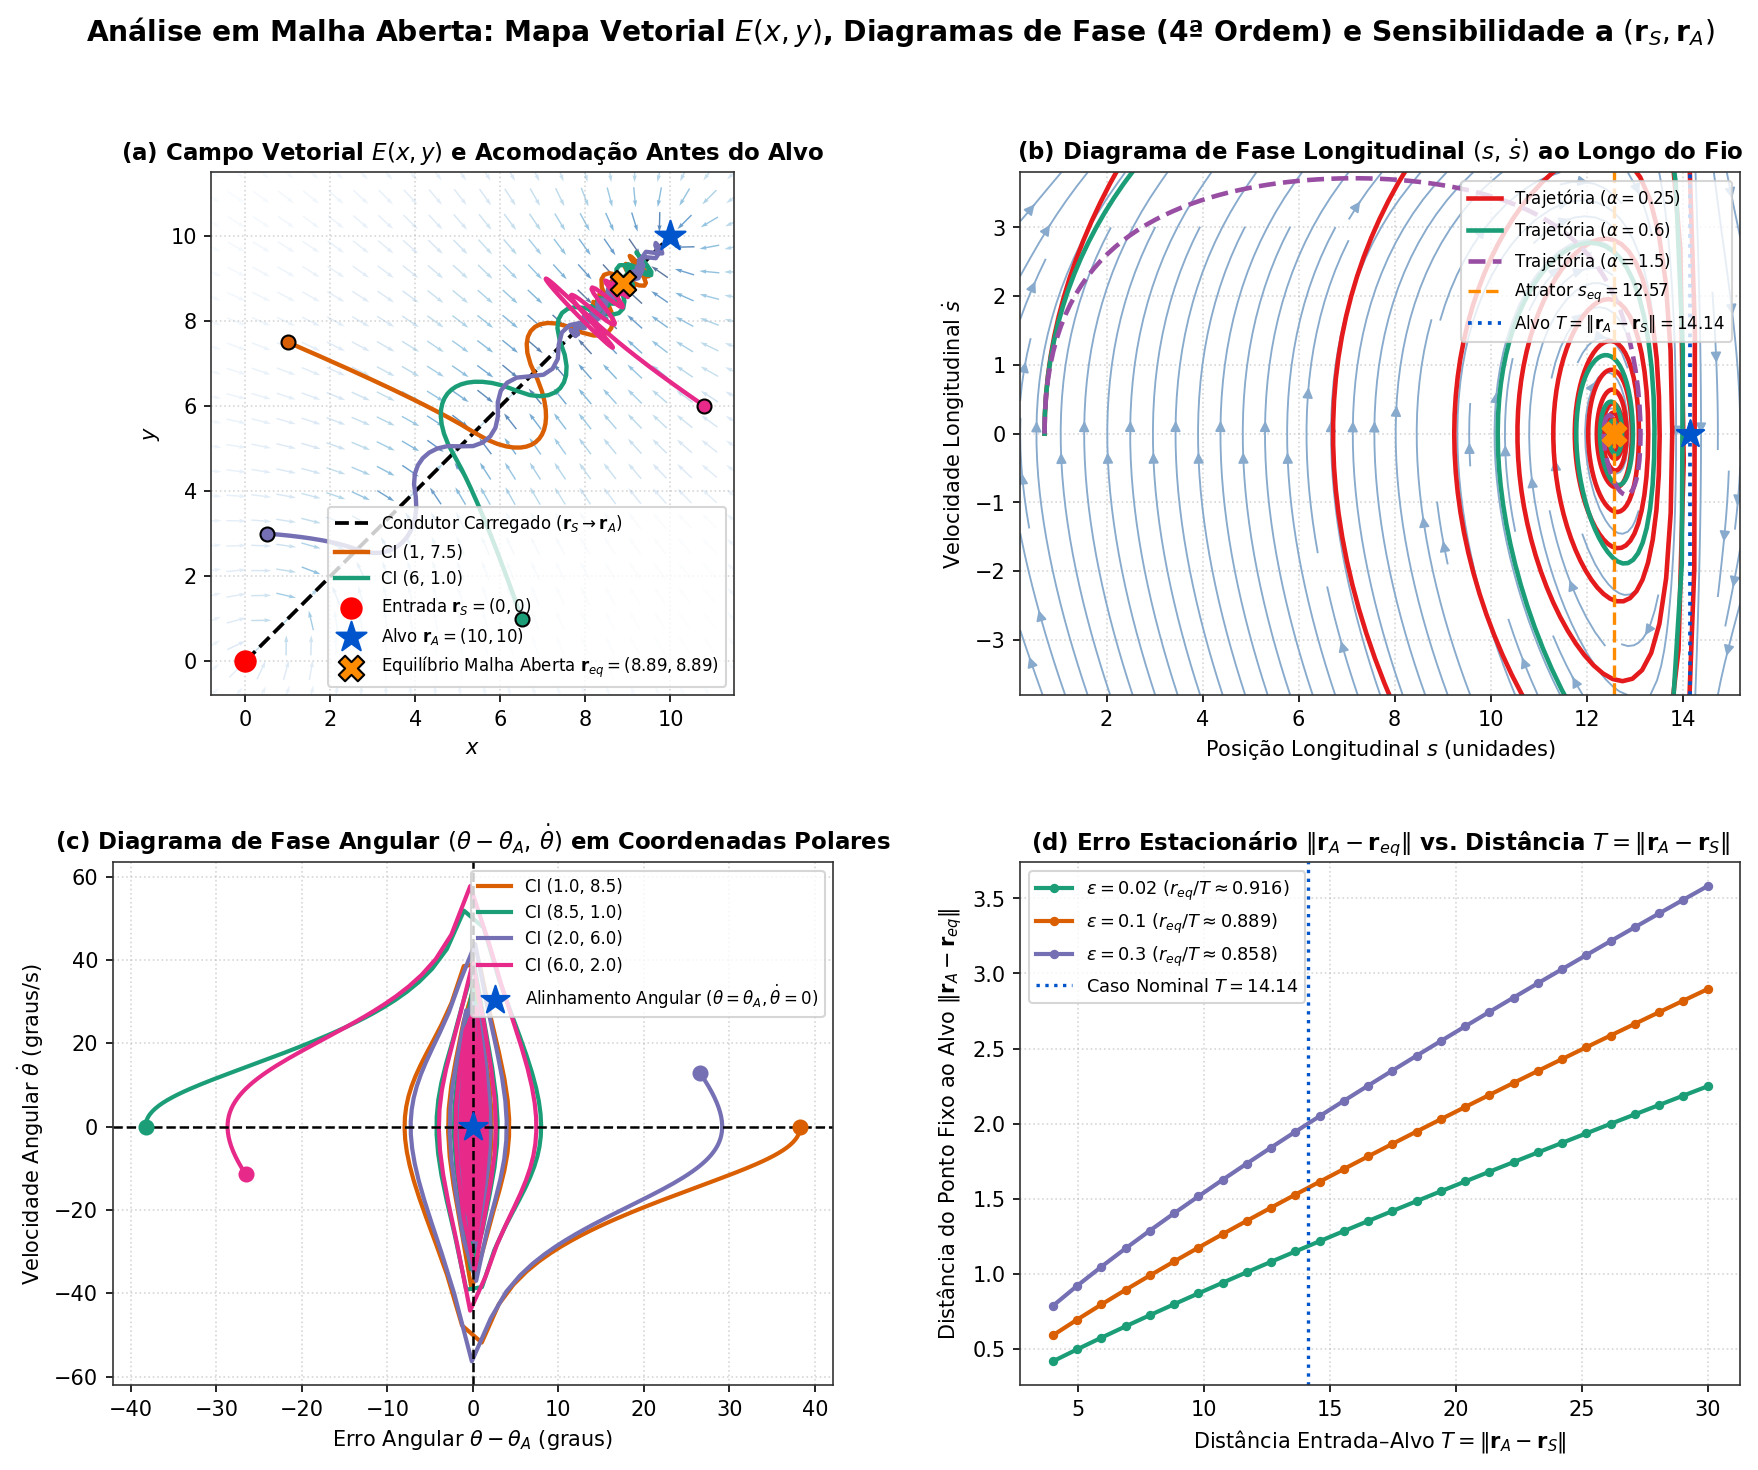 Análise em Malha Aberta: Mapa Vetorial E(x, y), Diagramas de Fase (4ª Ordem) e Sensibilidade a (r_S, r_A)
(a) Campo Vetorial E(x, y) e Acomodação Antes do Alvo
y
10
8
6
4
2
0
0 2 4 6 8 10
x
Condutor Carregado (r_S → r_A)
CI (1, 7.5)
CI (6, 1.0)
Entrada r_S = (0, 0)
Alvo r_A = (10, 10)
Equilíbrio Malha Aberta r_eq = (8.89, 8.89)
(b) Diagrama de Fase Longitudinal (s, ṡ) ao Longo do Fio
Velocidade Longitudinal ṡ
3
2
1
0
−1
−2
−3
2 4 6 8 10 12 14
Posição Longitudinal s (unidades)
Trajetória (α = 0.25)
Trajetória (α = 0.6)
Trajetória (α = 1.5)
Atrator s_eq = 12.57
Alvo T = ‖r_A − r_S‖ = 14.14
(c) Diagrama de Fase Angular (θ − θ_A, θ̇) em Coordenadas Polares
Velocidade Angular θ̇ (graus/s)
60
40
20
0
−20
−40
−60
−40 −30 −20 −10 0 10 20 30 40
Erro Angular θ − θ_A (graus)
CI (1.0, 8.5)
CI (8.5, 1.0)
CI (2.0, 6.0)
CI (6.0, 2.0)
Alinhamento Angular (θ = θ_A, θ̇ = 0)
(d) Erro Estacionário ‖r_A − r_eq‖ vs. Distância T = ‖r_A − r_S‖
Distância do Ponto Fixo ao Alvo ‖r_A − r_eq‖
3.5
3.0
2.5
2.0
1.5
1.0
0.5
5 10 15 20 25 30
Distância Entrada–Alvo T = ‖r_A − r_S‖
ε = 0.02 (r_eq/T ≈ 0.916)
ε = 0.1 (r_eq/T ≈ 0.889)
ε = 0.3 (r_eq/T ≈ 0.858)
Caso Nominal T = 14.14